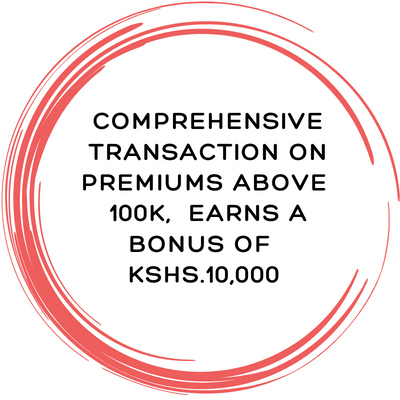 COMPREHENSIVE
TRANSACTION ON
PREMIUMS ABOVE
100K, EARNS A
BONUS OF
KSHS.10,000